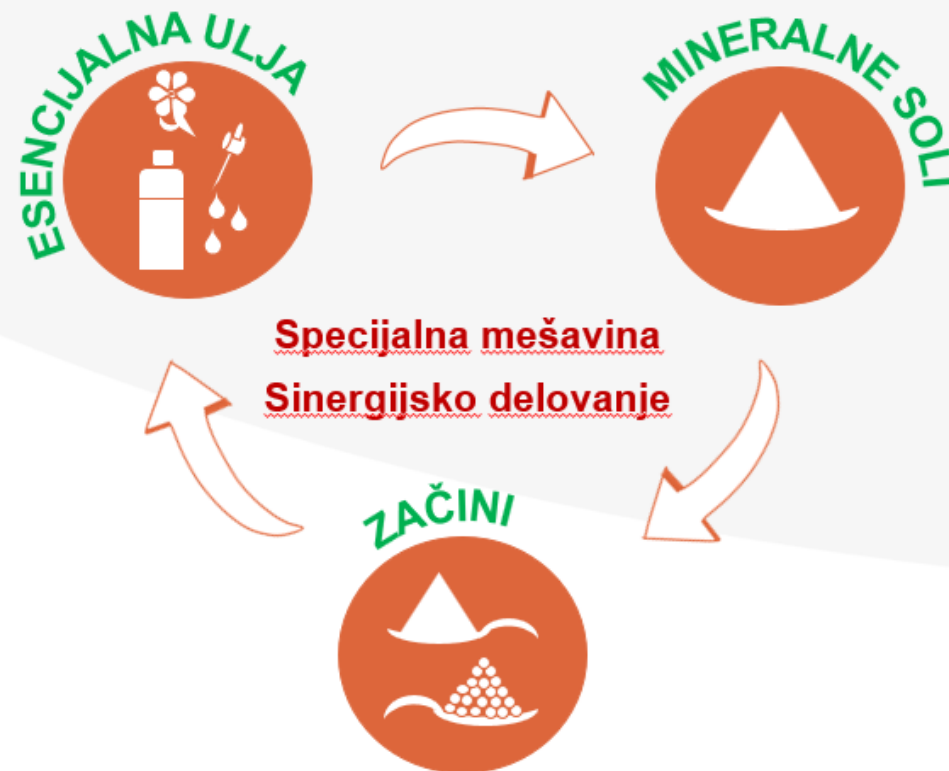 ESENCIJALNA ULJA
MINERALNE SOLI
Specijalna mešavina
Sinergijsko delovanje
ZAČINI